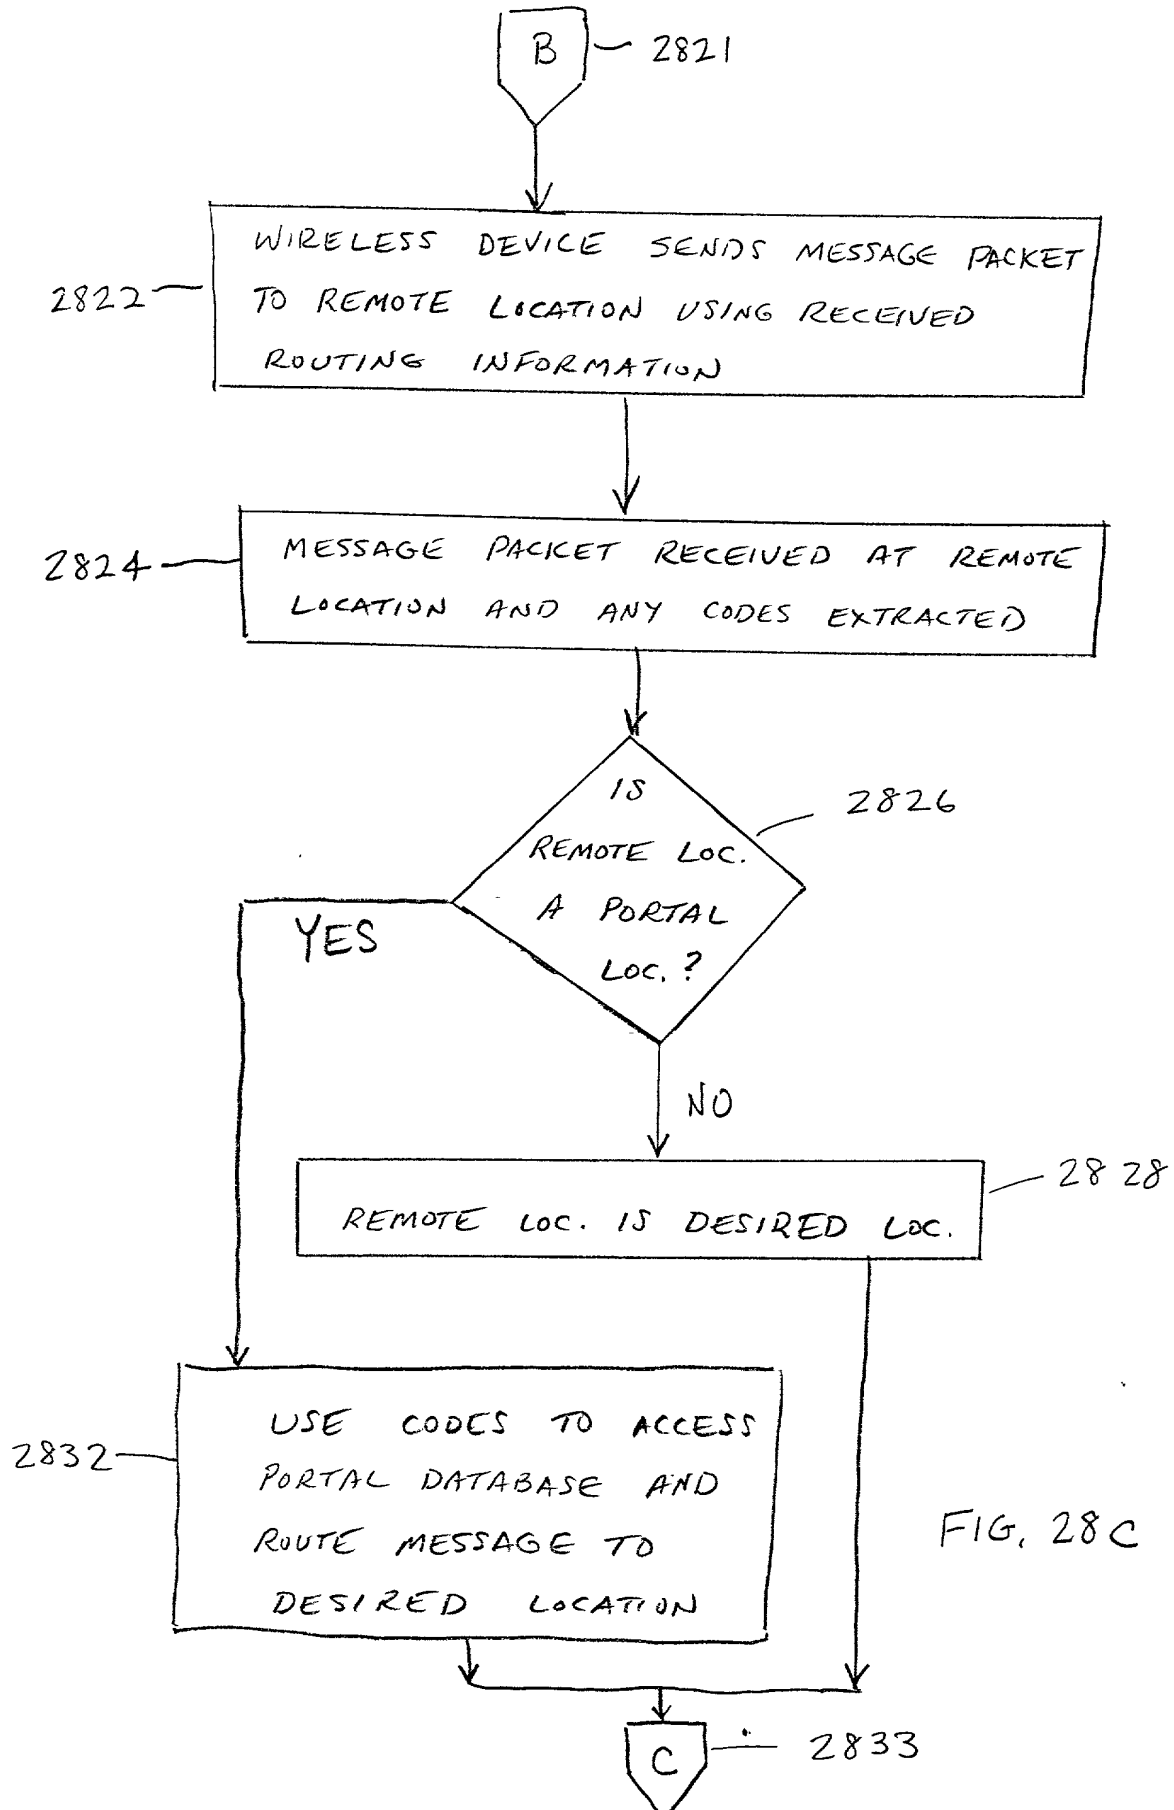 B
2821
WIRELESS DEVICE SENDS MESSAGE PACKET
TO REMOTE LOCATION USING RECEIVED
ROUTING INFORMATION
2822
MESSAGE PACKET RECEIVED AT REMOTE
LOCATION AND ANY CODES EXTRACTED
2824
IS
REMOTE LOC.
A PORTAL
LOC.?
2826
YES
NO
REMOTE LOC. IS DESIRED LOC.
2828
USE CODES TO ACCESS
PORTAL DATABASE AND
ROUTE MESSAGE TO
DESIRED LOCATION
2832
FIG. 28C
C
2833